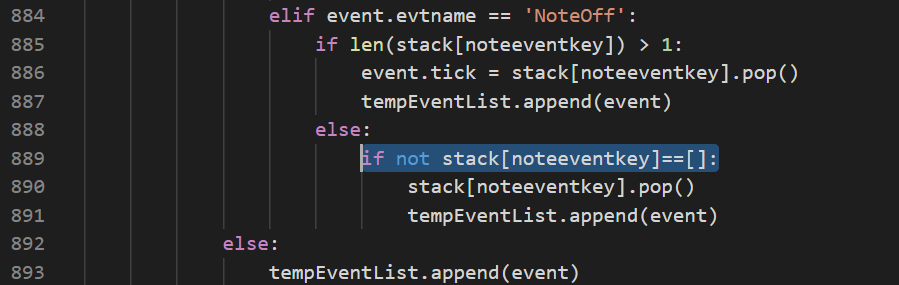 884 elif event.evtname == 'NoteOff':
885 if len(stack[noteeventkey]) > 1:
886 event.tick = stack[noteeventkey].pop()
887 tempEventList.append(event)
888 else:
889 if not stack[noteeventkey]==[]:
890 stack[noteeventkey].pop()
891 tempEventList.append(event)
892 else:
893 tempEventList.append(event)